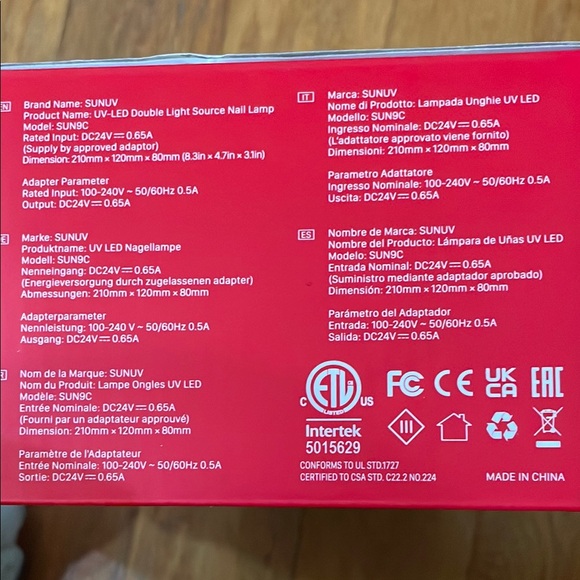 EN
Brand Name: SUNUV
Product Name: UV-LED Double Light Source Nail Lamp
Model: SUN9C
Rated Input: DC24V⎓0.65A
(Supply by approved adaptor)
Dimension: 210mm × 120mm × 80mm (8.3in × 4.7in × 3.1in)
Adapter Parameter
Rated Input: 100-240V ~ 50/60Hz 0.5A
Output: DC24V⎓0.65A
Marke: SUNUV
Produktname: UV LED Nagellampe
Modell: SUN9C
Nenneingang: DC24V⎓0.65A
(Energieversorgung durch zugelassenen adapter)
Abmessungen: 210mm × 120mm × 80mm
Adapterparameter
Nennleistung: 100-240 V ~ 50/60Hz 0.5A
Ausgang: DC24V⎓0.65A
Nom de la Marque: SUNUV
Nom du Produit: Lampe Ongles UV LED
Modèle: SUN9C
Entrée Nominale: DC24V⎓0.65A
(Fourni par un adaptateur approuvé)
Dimension: 210mm × 120mm × 80mm
Paramètre de l'Adaptateur
Entrée Nominale: 100-240V ~ 50/60Hz 0.5A
Sortie: DC24V⎓0.65A
IT
Marca: SUNUV
Nome di Prodotto: Lampada Unghie UV LED
Modello: SUN9C
Ingresso Nominale: DC24V⎓0.65A
(L'adattatore approvato viene fornito)
Dimensioni: 210mm × 120mm × 80mm
Parametro Adattatore
Ingresso Nominale: 100-240V ~ 50/60Hz 0.5A
Uscita: DC24V⎓0.65A
ES
Nombre de Marca: SUNUV
Nombre del Producto: Lámpara de Uñas UV LED
Modelo: SUN9C
Entrada Nominal: DC24V⎓0.65A
(Suministro mediante adaptador aprobado)
Dimensión: 210mm × 120mm × 80mm
Parámetro del Adaptador
Entrada: 100-240V ~ 50/60Hz 0.5A
Salida: DC24V⎓0.65A
C ETL US
LISTED
Intertek
5015629
FC CE UKCA EAC
III
CONFORMS TO UL STD.1727
CERTIFIED TO CSA STD. C22.2 NO.224
MADE IN CHINA